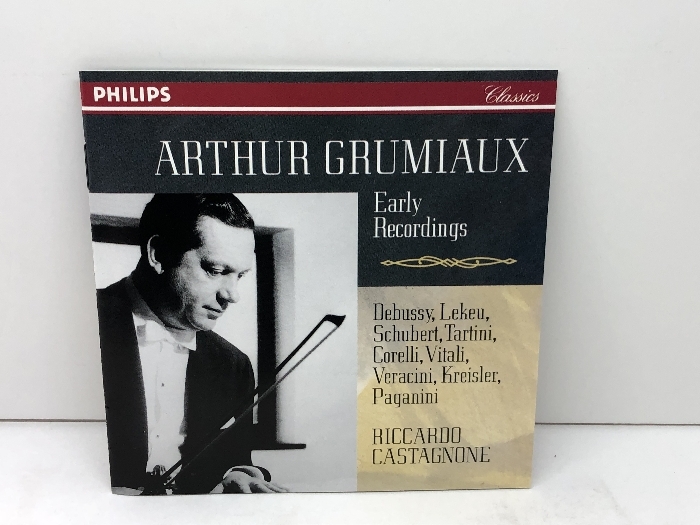 PHILIPS
Classics
ARTHUR GRUMIAUX
Early
Recordings
Debussy, Lekeu,
Schubert, Tartini,
Corelli, Vitali,
Veracini, Kreisler,
Paganini
RICCARDO
CASTAGNONE